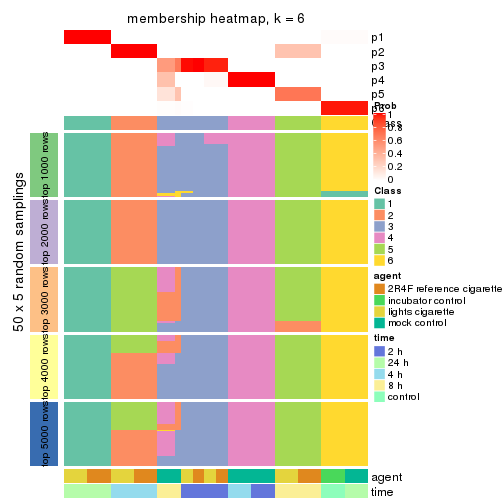 membership heatmap, k = 6
p1
p2
p3
p4
p5
p6
Prob
1
0.8
0.6
0.4
0.2
0
Class
Class
1
2
3
4
5
6
agent
2R4F reference cigarette
incubator control
lights cigarette
mock control
time
2 h
24 h
4 h
8 h
control
50 x 5 random samplings
top 1000 rows
top 2000 rows
top 3000 rows
top 4000 rows
top 5000 rows
agent
time